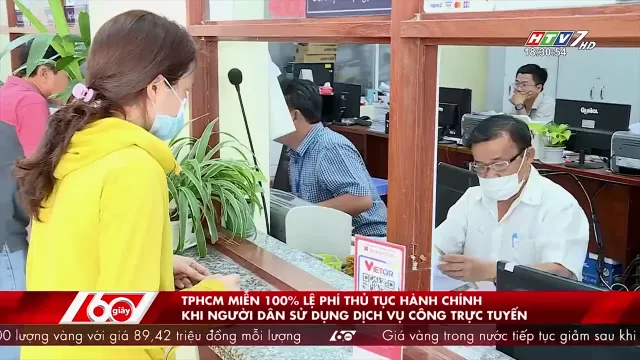 HTV7 HD
18:30:54
VIETQR
TPHCM MIỄN 100% LỆ PHÍ THỦ TỤC HÀNH CHÍNH
KHI NGƯỜI DÂN SỬ DỤNG DỊCH VỤ CÔNG TRỰC TUYẾN
60 giây
00 lượng vàng với giá 89,42 triệu đồng mỗi lượng Giá vàng trong nước tiếp tục giảm sau khi